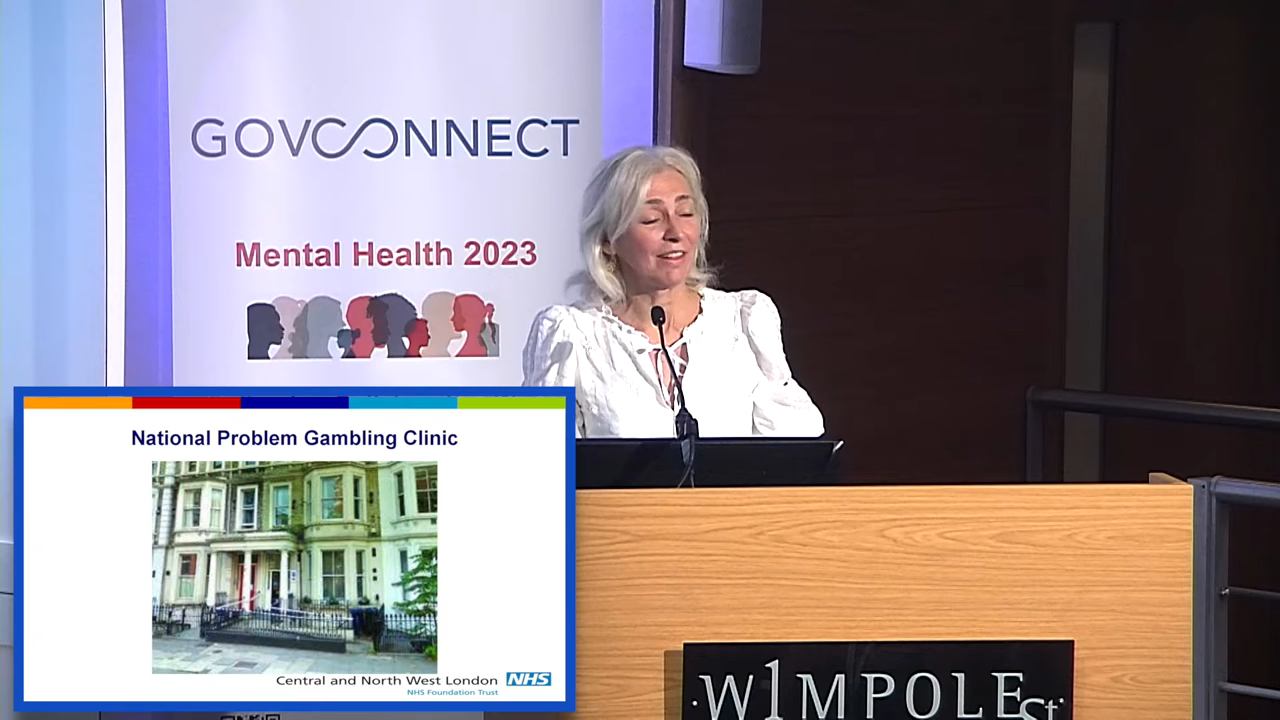 GOVCONNECT
Mental Health 2023
National Problem Gambling Clinic
Central and North West London NHS
NHS Foundation Trust
·W1MPOLE St·